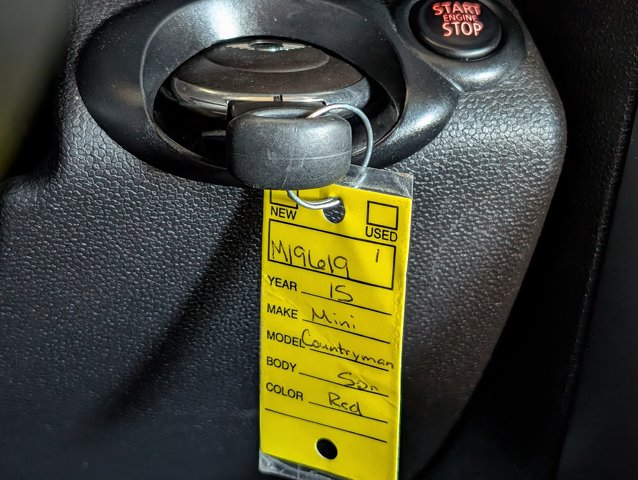 START
ENGINE
STOP
NEW
USED
M19619 1
YEAR 15
MAKE Mini
MODEL Countryman
BODY SDn
COLOR Red